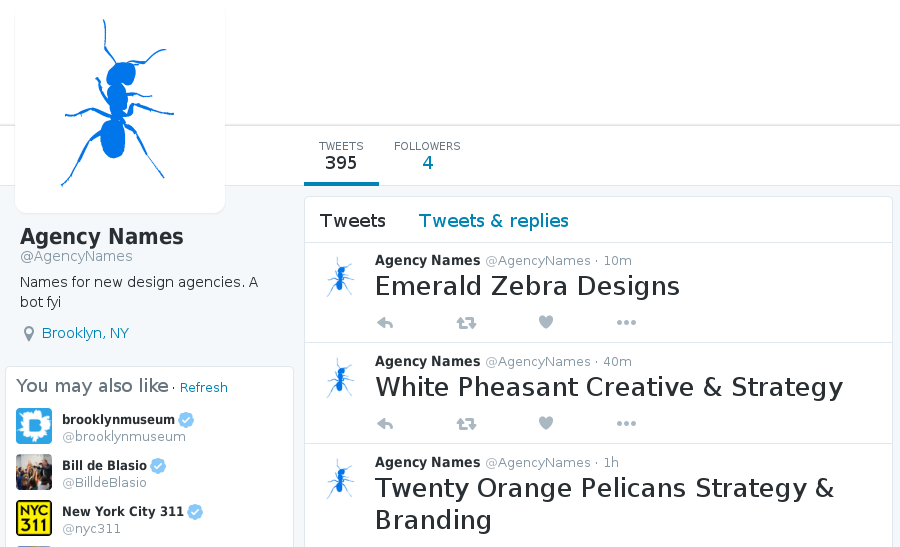 TWEETS
395
FOLLOWERS
4
Agency Names
@AgencyNames
Names for new design agencies. A
bot fyi
Brooklyn, NY
You may also like · Refresh
brooklynmuseum
@brooklynmuseum
Bill de Blasio
@BilldeBlasio
NYC
311
New York City 311
@nyc311
Tweets
Tweets & replies
Agency Names @AgencyNames · 10m
Emerald Zebra Designs
Agency Names @AgencyNames · 40m
White Pheasant Creative & Strategy
Agency Names @AgencyNames · 1h
Twenty Orange Pelicans Strategy &
Branding